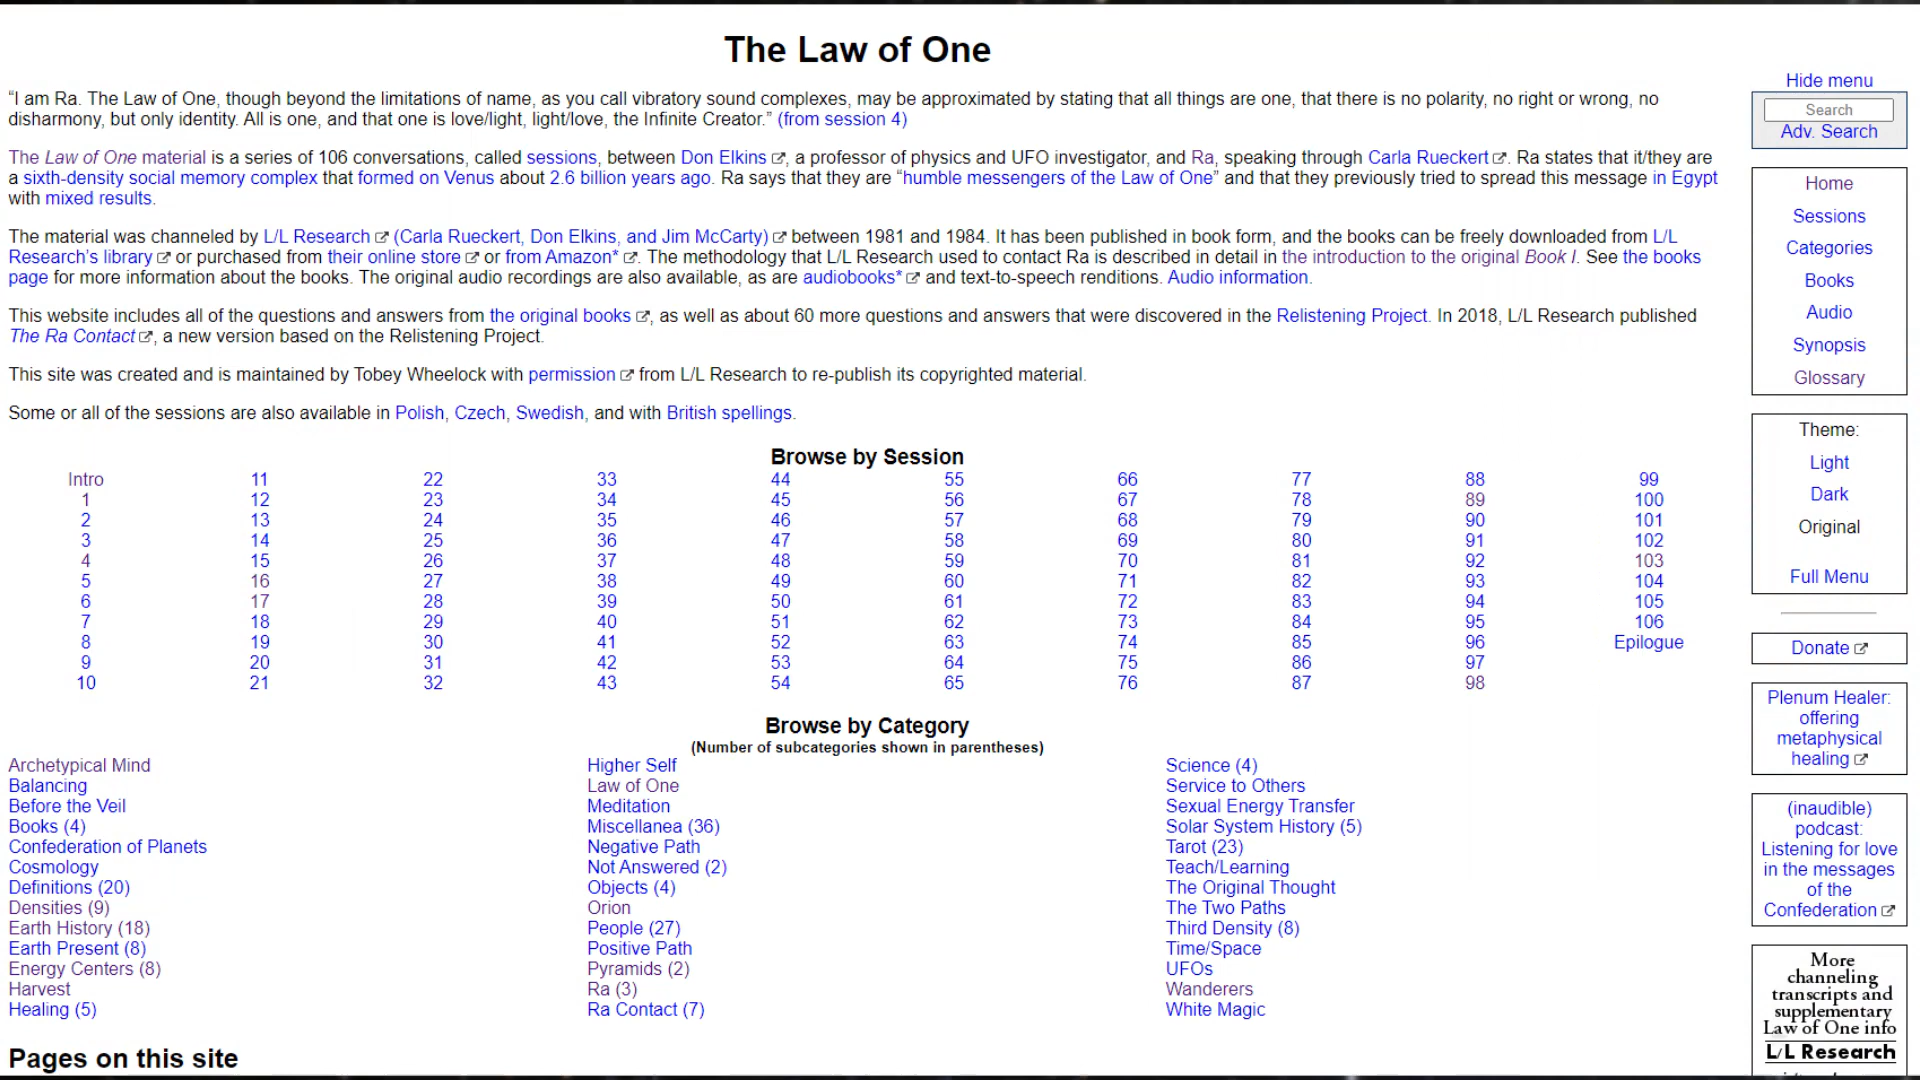 The Law of One
“I am Ra. The Law of One, though beyond the limitations of name, as you call vibratory sound complexes, may be approximated by stating that all things are one, that there is no polarity, no right or wrong, no
disharmony, but only identity. All is one, and that one is love/light, light/love, the Infinite Creator.” (from session 4)
The Law of One material is a series of 106 conversations, called sessions, between Don Elkins, a professor of physics and UFO investigator, and Ra, speaking through Carla Rueckert. Ra states that it/they are
a sixth-density social memory complex that formed on Venus about 2.6 billion years ago. Ra says that they are “humble messengers of the Law of One” and that they previously tried to spread this message in Egypt
with mixed results.
The material was channeled by L/L Research (Carla Rueckert, Don Elkins, and Jim McCarty) between 1981 and 1984. It has been published in book form, and the books can be freely downloaded from L/L
Research’s library or purchased from their online store or from Amazon*. The methodology that L/L Research used to contact Ra is described in detail in the introduction to the original Book I. See the books
page for more information about the books. The original audio recordings are also available, as are audiobooks* and text-to-speech renditions. Audio information.
This website includes all of the questions and answers from the original books, as well as about 60 more questions and answers that were discovered in the Relistening Project. In 2018, L/L Research published
The Ra Contact, a new version based on the Relistening Project.
This site was created and is maintained by Tobey Wheelock with permission from L/L Research to re-publish its copyrighted material.
Some or all of the sessions are also available in Polish, Czech, Swedish, and with British spellings.
Browse by Session
Intro 11 22 33 44 55 66 77 88 99
1 12 23 34 45 56 67 78 89 100
2 13 24 35 46 57 68 79 90 101
3 14 25 36 47 58 69 80 91 102
4 15 26 37 48 59 70 81 92 103
5 16 27 38 49 60 71 82 93 104
6 17 28 39 50 61 72 83 94 105
7 18 29 40 51 62 73 84 95 106
8 19 30 41 52 63 74 85 96 Epilogue
9 20 31 42 53 64 75 86 97
10 21 32 43 54 65 76 87 98
Browse by Category
(Number of subcategories shown in parentheses)
Archetypical Mind
Balancing
Before the Veil
Books (4)
Confederation of Planets
Cosmology
Definitions (20)
Densities (9)
Earth History (18)
Earth Present (8)
Energy Centers (8)
Harvest
Healing (5)
Higher Self
Law of One
Meditation
Miscellanea (36)
Negative Path
Not Answered (2)
Objects (4)
Orion
People (27)
Positive Path
Pyramids (2)
Ra (3)
Ra Contact (7)
Science (4)
Service to Others
Sexual Energy Transfer
Solar System History (5)
Tarot (23)
Teach/Learning
The Original Thought
The Two Paths
Third Density (8)
Time/Space
UFOs
Wanderers
White Magic
Pages on this site
Hide menu
Search
Adv. Search
Home
Sessions
Categories
Books
Audio
Synopsis
Glossary
Theme:
Light
Dark
Original
Full Menu
Donate
Plenum Healer:
offering
metaphysical
healing
(inaudible)
podcast:
Listening for love
in the messages
of the
Confederation
More
channeling
transcripts and
supplementary
Law of One info
L/L Research